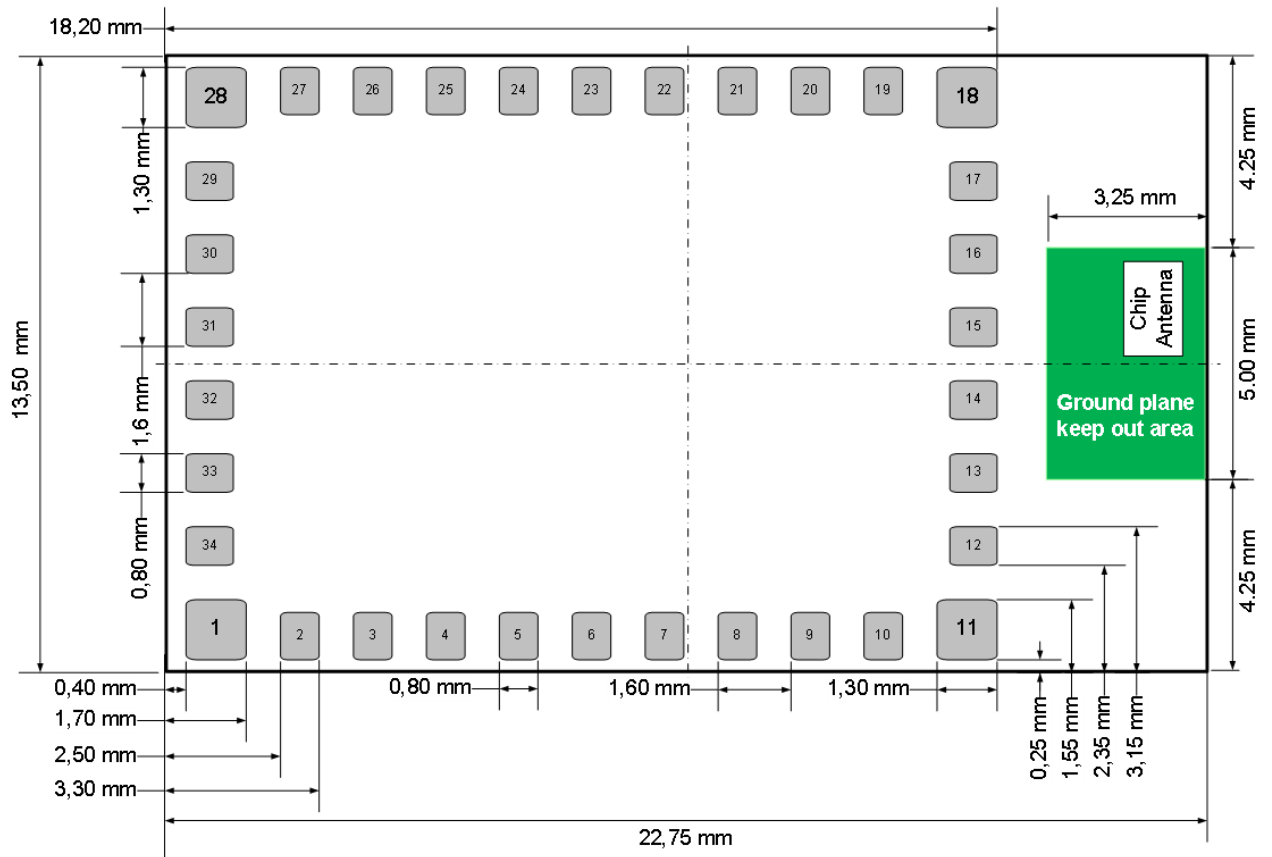 18,20 mm
28
27
26
25
24
23
22
21
20
19
18
1,30 mm
4.25 mm
29
17
3,25 mm
30
16
13,50 mm
31
15
Chip
Antenna
5.00 mm
1,6 mm
32
14
Ground plane
keep out area
33
13
0,80 mm
34
12
4.25 mm
1
2
3
4
5
6
7
8
9
10
11
0,40 mm
0,80 mm
1,60 mm
1,30 mm
0,25 mm
1,55 mm
2,35 mm
3,15 mm
1,70 mm
2,50 mm
3,30 mm
22,75 mm